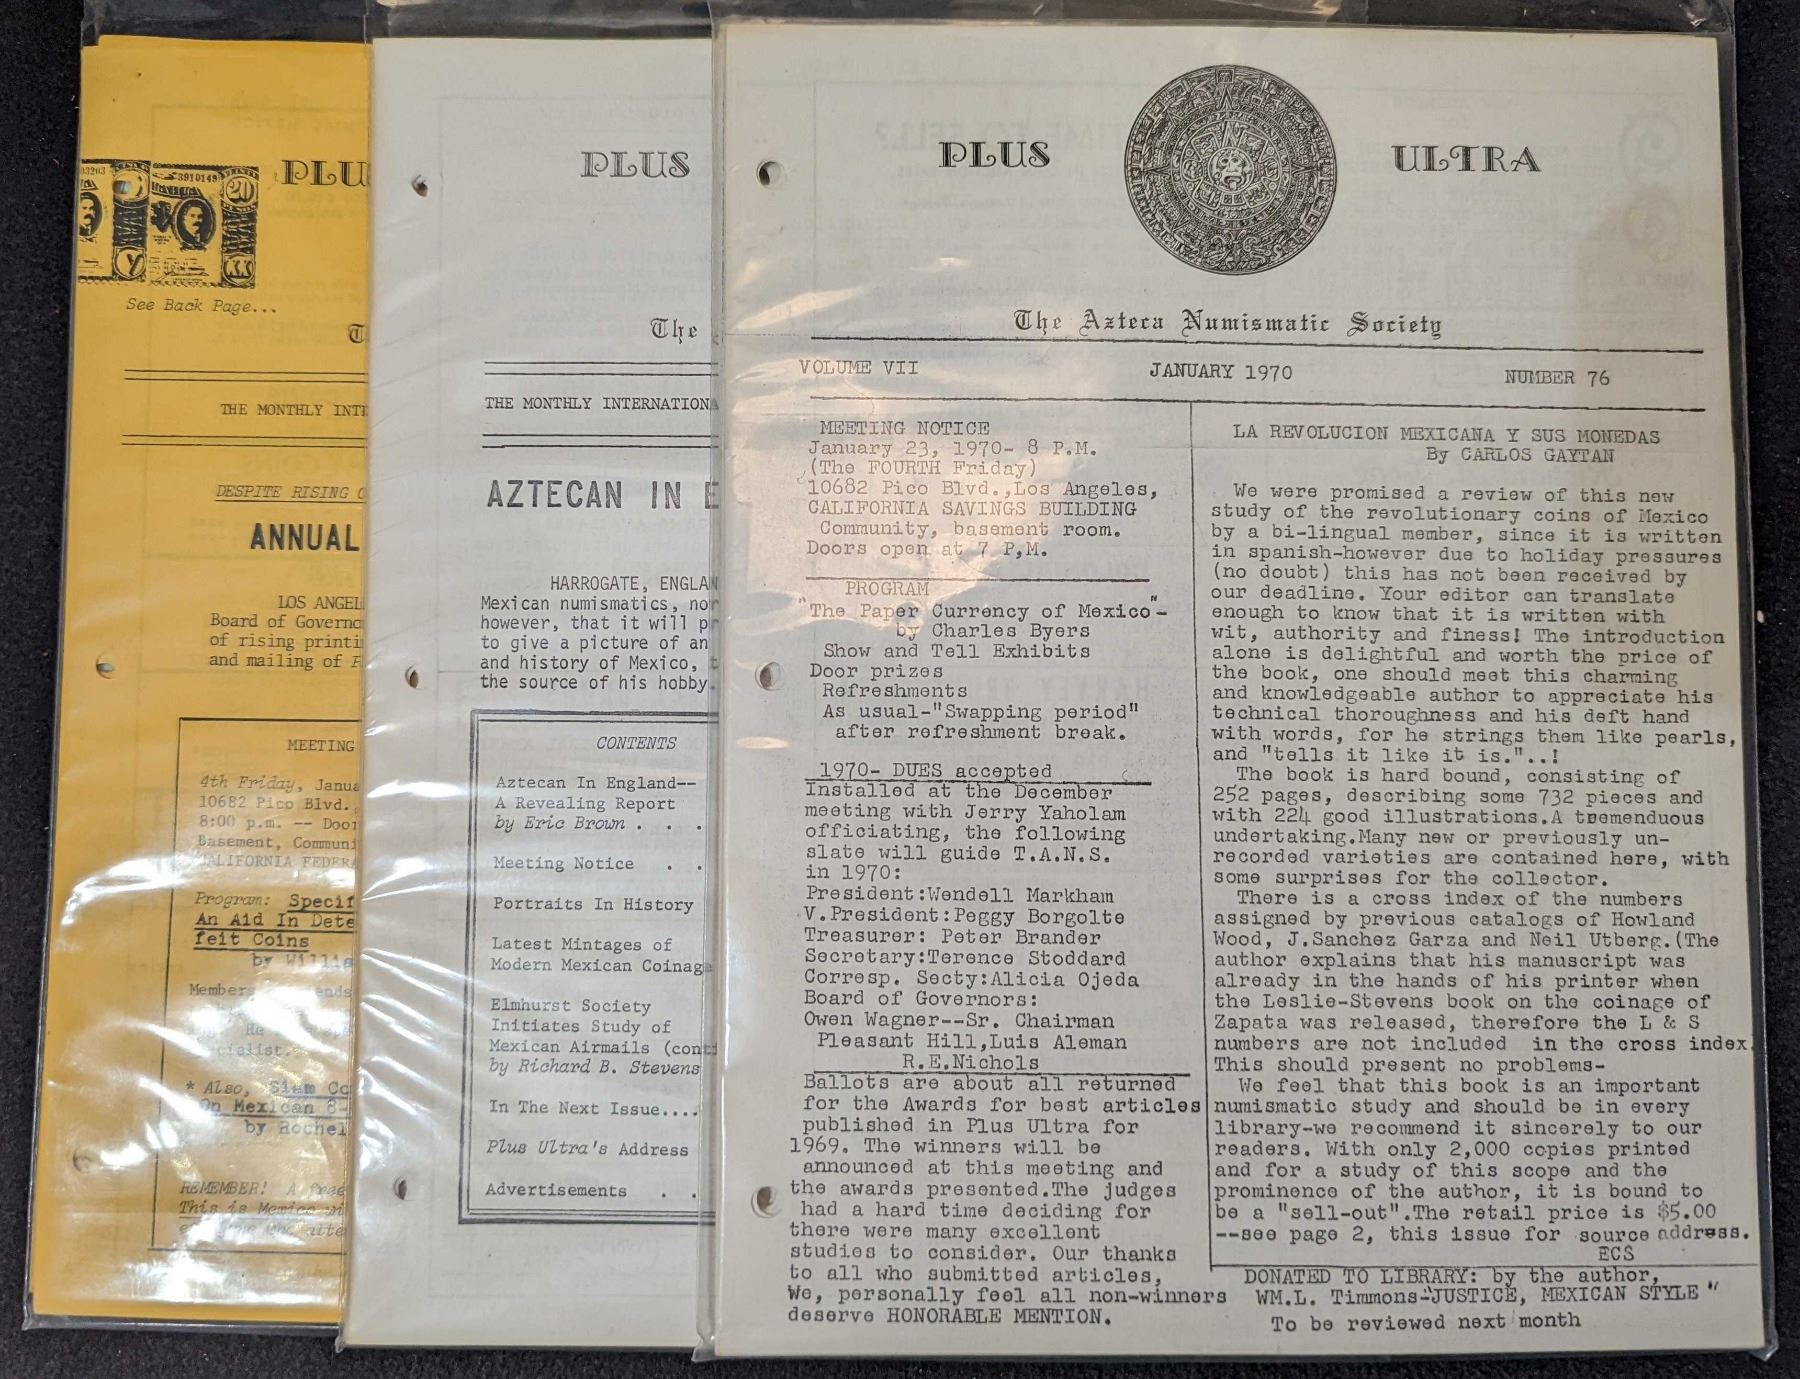 3203
3910149
PLU
See Back Page...
T
THE MONTHLY INT
DESPITE RISING C
ANNUAL
LOS ANGEL
Board of Governo
of rising printi
and mailing of P
MEETING
4th Friday, Janua
10682 Pico Blvd.
8:00 p.m. -- Door
Basement, Communi
CALIFORNIA FEDERA
Program: Specif
An Aid In Dete
feit Coins
by Willia
Members
ends
He
cialist.
* Also, Siam Co
On Mexican 8-
by Rochel
REMEMBER! A free
This is Mexico wi
PLUS
The
THE MONTHLY INTERNATIONA
AZTECAN IN E
HARROGATE, ENGLAN
Mexican numismatics, nor
however, that it will pr
to give a picture of an
and history of Mexico, t
the source of his hobby.
CONTENTS
Aztecan In England--
A Revealing Report
by Eric Brown . . .
Meeting Notice . .
Portraits In History
Latest Mintages of
Modern Mexican Coinage
Elmhurst Society
Initiates Study of
Mexican Airmails (conti
by Richard B. Stevens
In The Next Issue....
Plus Ultra's Address
Advertisements . .
PLUS ULTRA
The Azteca Numismatic Society
VOLUME VII JANUARY 1970 NUMBER 76
MEETING NOTICE
January 23, 1970- 8 P.M.
(The FOURTH Friday)
10682 Pico Blvd.,Los Angeles,
CALIFORNIA SAVINGS BUILDING
Community, basement room.
Doors open at 7 P,M.
PROGRAM
"The Paper Currency of Mexico"-
by Charles Byers
Show and Tell Exhibits
Door prizes
Refreshments
As usual-"Swapping period"
after refreshment break.
1970- DUES accepted
Installed at the December
meeting with Jerry Yaholam
officiating, the following
slate will guide T.A.N.S.
in 1970:
President:Wendell Markham
V.President:Peggy Borgolte
Treasurer: Peter Brander
Secretary:Terence Stoddard
Corresp. Secty:Alicia Ojeda
Board of Governors:
Owen Wagner--Sr. Chairman
Pleasant Hill,Luis Aleman
R.E.Nichols
Ballots are about all returned
for the Awards for best articles
published in Plus Ultra for
1969. The winners will be
announced at this meeting and
the awards presented.The judges
had a hard time deciding for
there were many excellent
studies to consider. Our thanks
to all who submitted articles,
We, personally feel all non-winners
deserve HONORABLE MENTION.
LA REVOLUCION MEXICANA Y SUS MONEDAS
By CARLOS GAYTAN
We were promised a review of this new
study of the revolutionary coins of Mexico
by a bi-lingual member, since it is written
in spanish-however due to holiday pressures
(no doubt) this has not been received by
our deadline. Your editor can translate
enough to know that it is written with
wit, authority and finess! The introduction
alone is delightful and worth the price of
the book, one should meet this charming
and knowledgeable author to appreciate his
technical thoroughness and his deft hand
with words, for he strings them like pearls,
and "tells it like it is."..!
The book is hard bound, consisting of
252 pages, describing some 732 pieces and
with 224 good illustrations.A tremenduous
undertaking.Many new or previously un-
recorded varieties are contained here, with
some surprises for the collector.
There is a cross index of the numbers
assigned by previous catalogs of Howland
Wood, J.Sanchez Garza and Neil Utberg.(The
author explains that his manuscript was
already in the hands of his printer when
the Leslie-Stevens book on the coinage of
Zapata was released, therefore the L & S
numbers are not included in the cross index.
This should present no problems-
We feel that this book is an important
numismatic study and should be in every
library-we recommend it sincerely to our
readers. With only 2,000 copies printed
and for a study of this scope and the
prominence of the author, it is bound to
be a "sell-out".The retail price is $5.00
--see page 2, this issue for source address.
ECS
DONATED TO LIBRARY: by the author,
WM.L. Timmons-"JUSTICE, MEXICAN STYLE"
To be reviewed next month